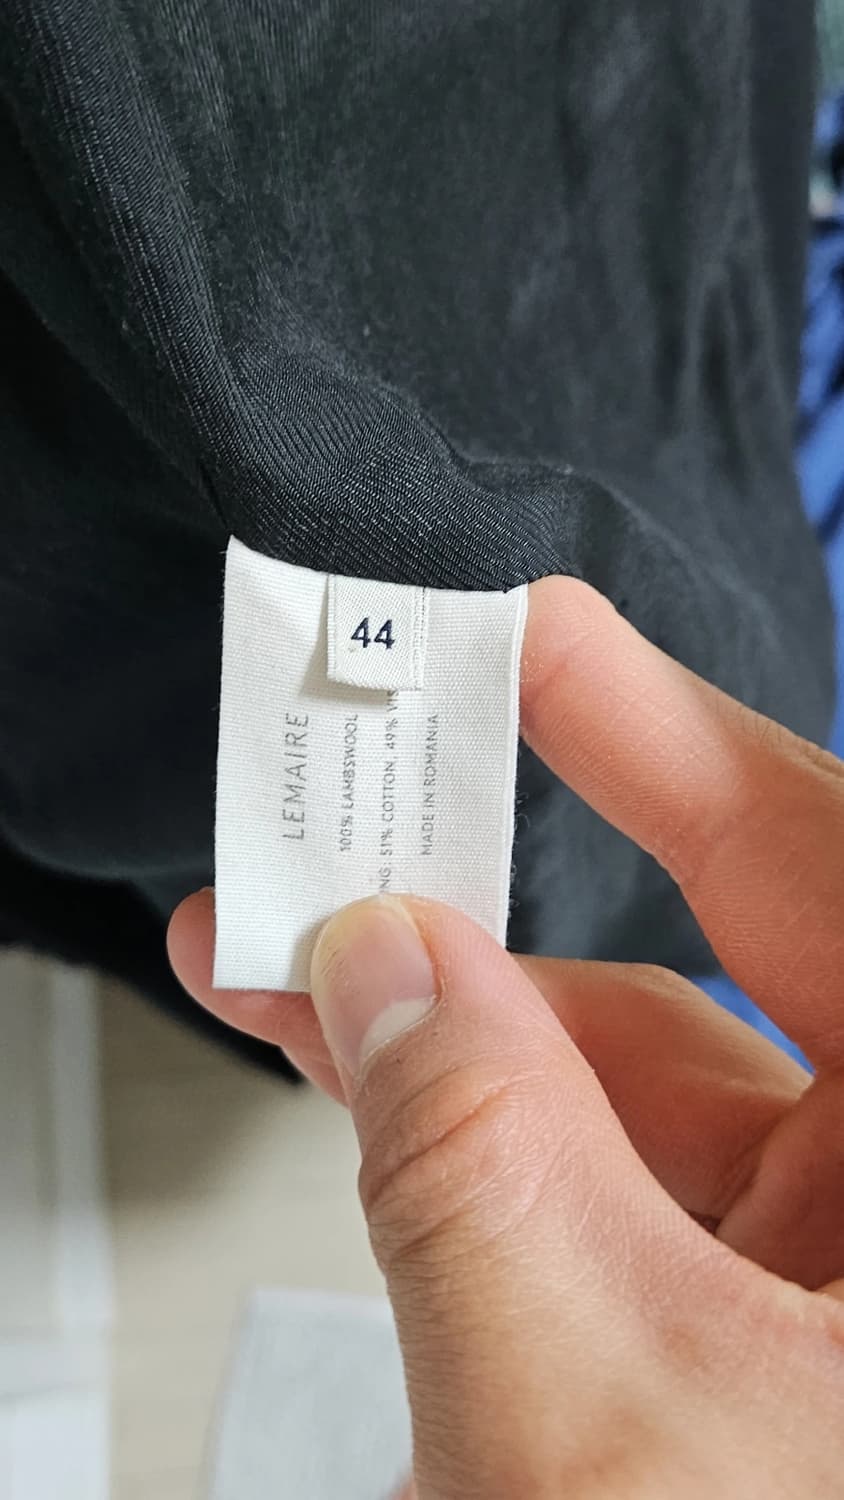 44
LEMAIRE
100% LAMBSWOOL
51% COTTON, 49%
MADE IN ROMANIA